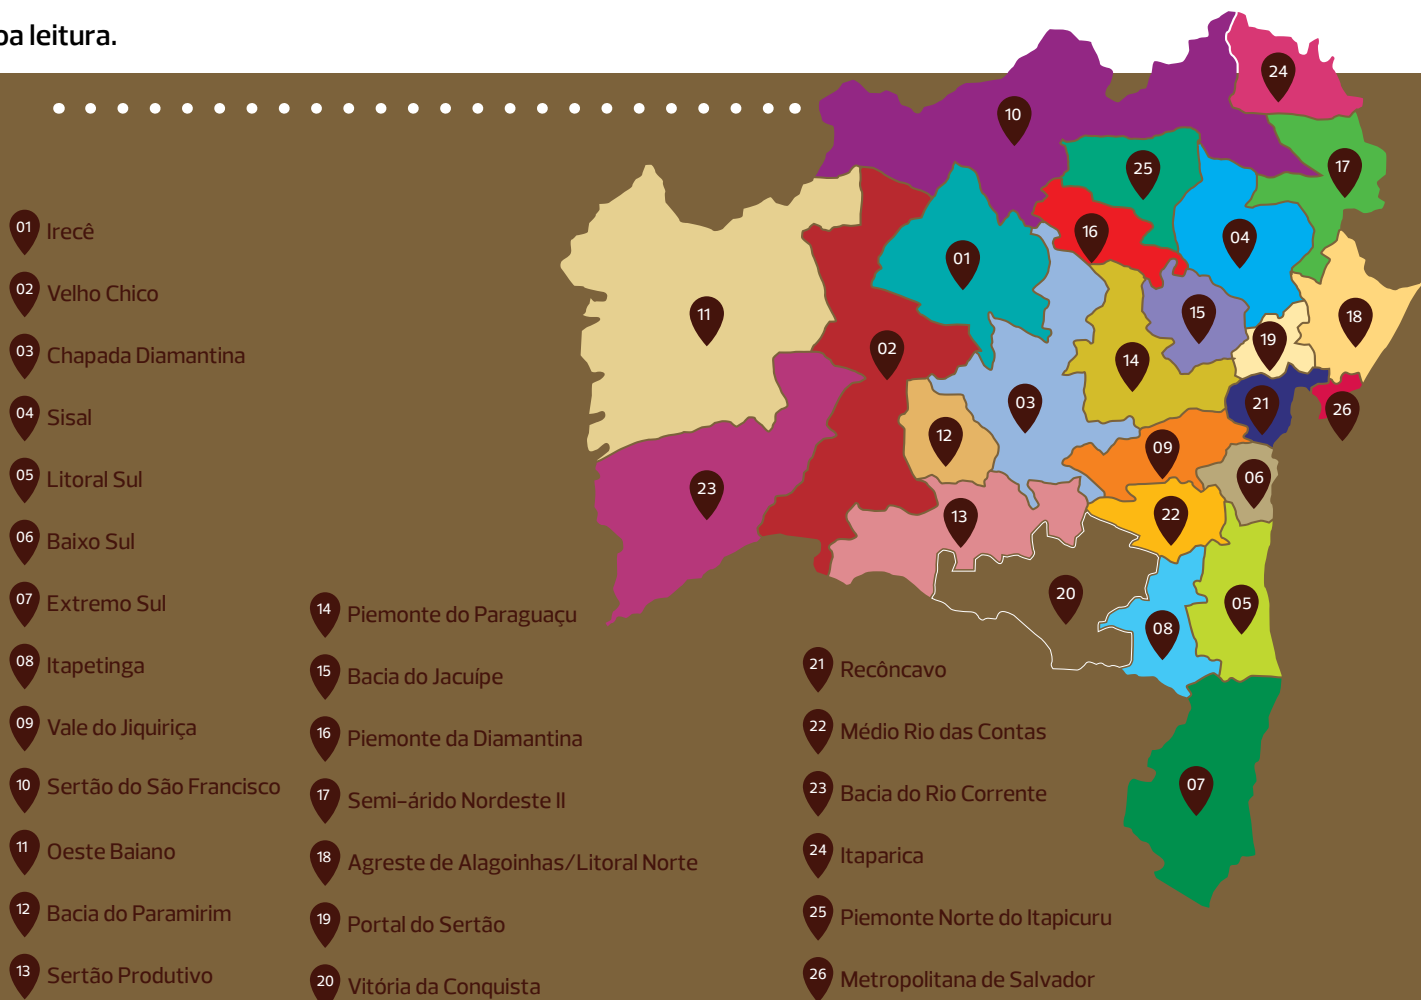 oa leitura.
01 Irecê
02 Velho Chico
03 Chapada Diamantina
04 Sisal
05 Litoral Sul
06 Baixo Sul
07 Extremo Sul
08 Itapetinga
09 Vale do Jiquiriça
10 Sertão do São Francisco
11 Oeste Baiano
12 Bacia do Paramirim
13 Sertão Produtivo
14 Piemonte do Paraguaçu
15 Bacia do Jacuípe
16 Piemonte da Diamantina
17 Semi-árido Nordeste II
18 Agreste de Alagoinhas/Litoral Norte
19 Portal do Sertão
20 Vitória da Conquista
21 Recôncavo
22 Médio Rio das Contas
23 Bacia do Rio Corrente
24 Itaparica
25 Piemonte Norte do Itapicuru
26 Metropolitana de Salvador
24
10
25
17
16
04
01
11
15
18
19
02
14
03
21
26
12
09
06
23
13
22
20
05
08
07